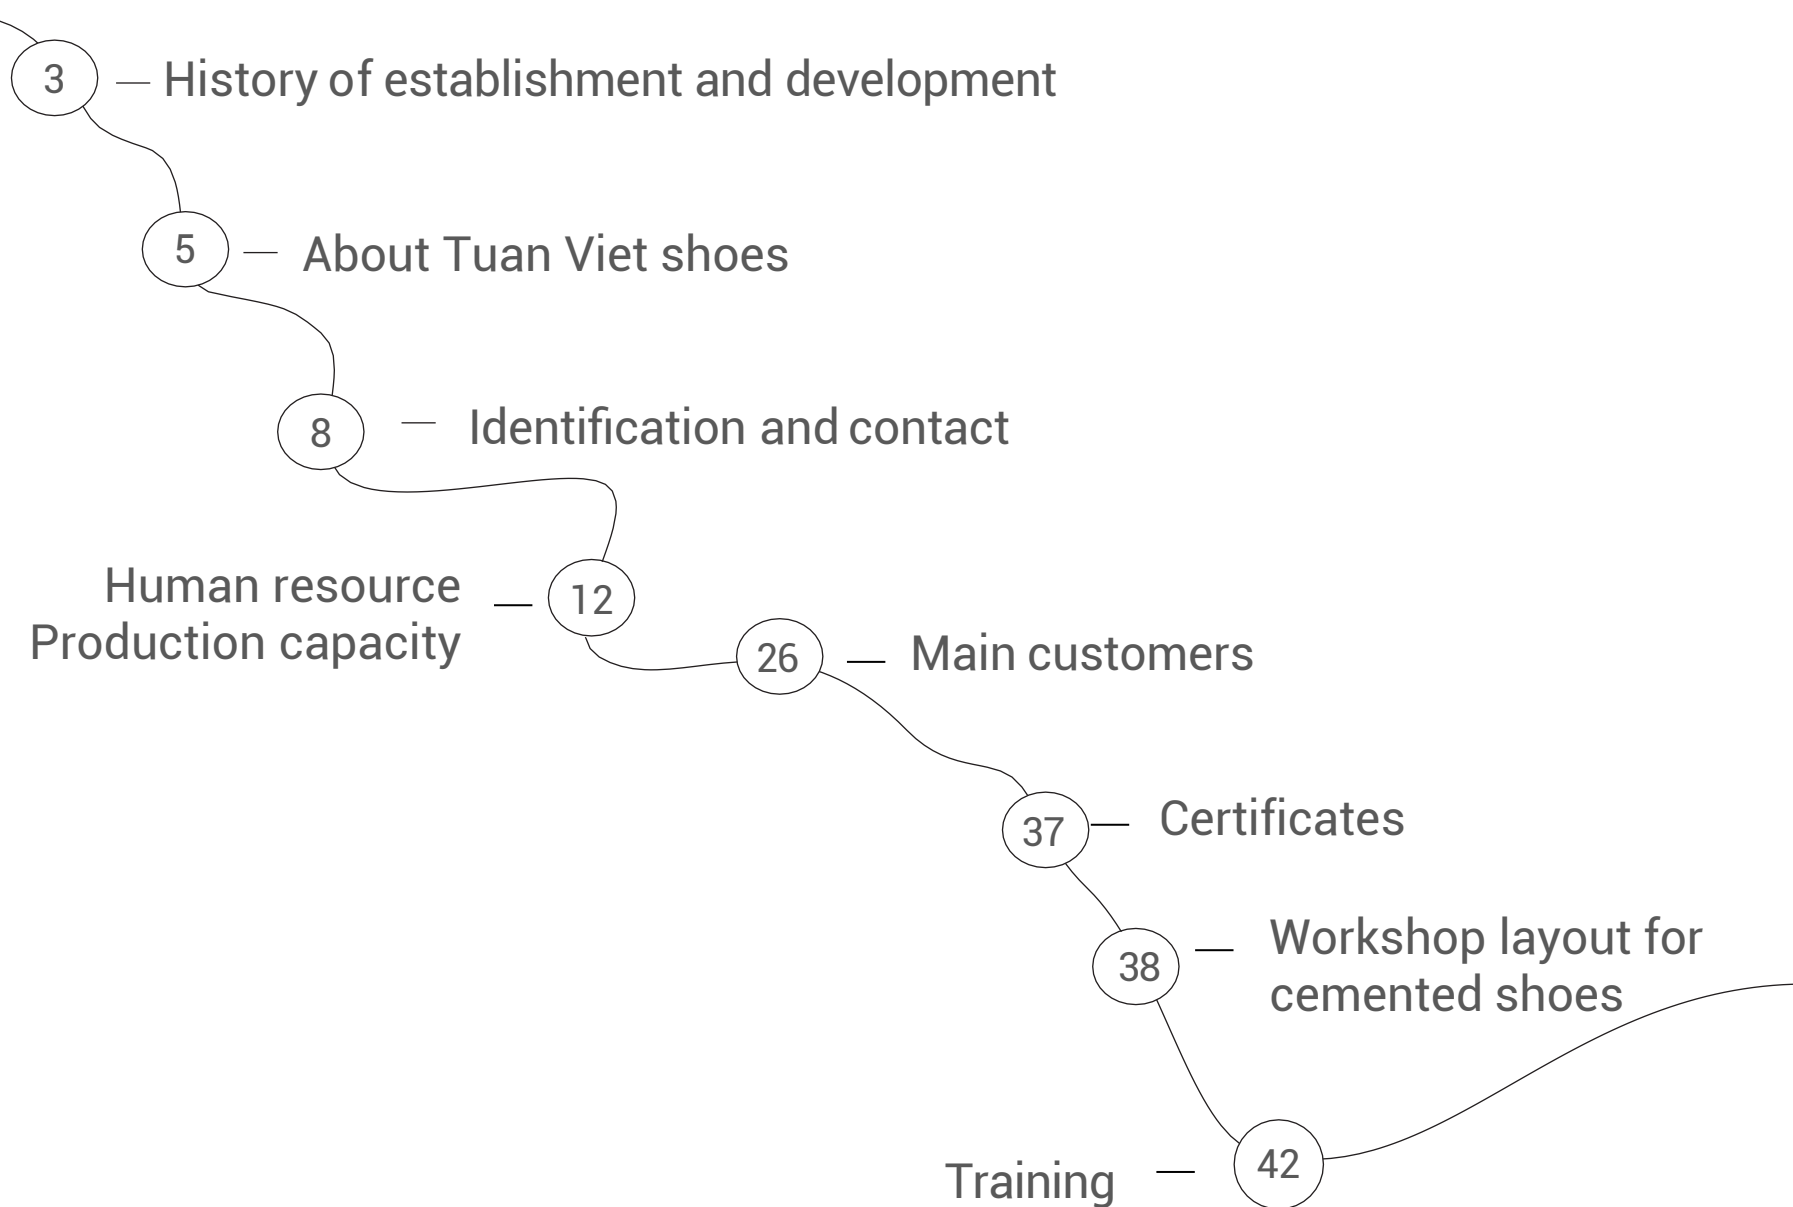 3 — History of establishment and development
5 — About Tuan Viet shoes
8 — Identification and contact
Human resource
Production capacity — 12
26 — Main customers
37 — Certificates
38 — Workshop layout for
cemented shoes
Training — 42